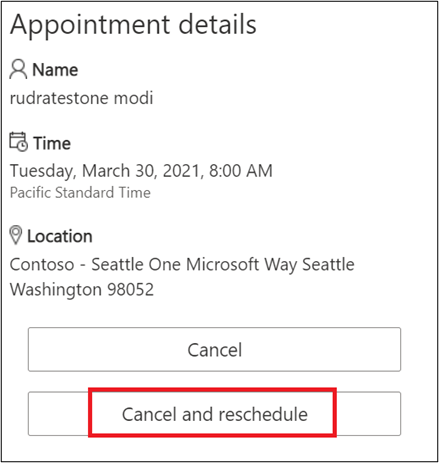 Appointment details
Name
rudratestone modi
Time
Tuesday, March 30, 2021, 8:00 AM
Pacific Standard Time
Location
Contoso - Seattle One Microsoft Way Seattle
Washington 98052
Cancel
Cancel and reschedule